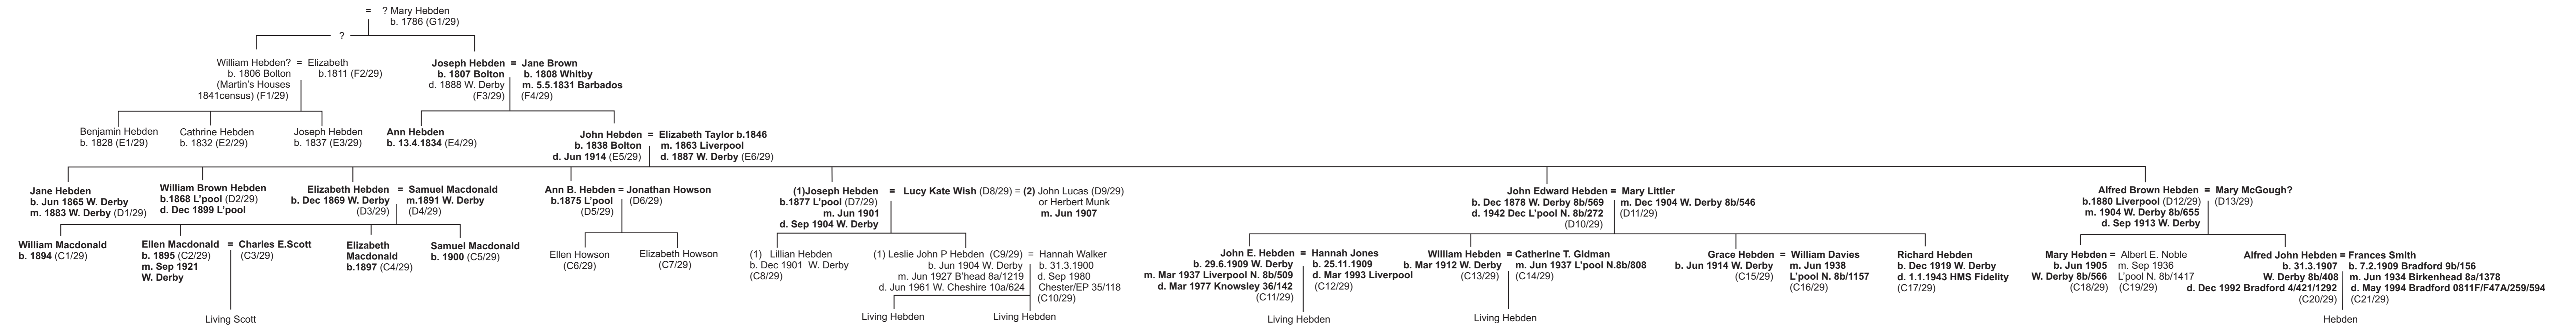 = ? Mary Hebden
b. 1786 (G1/29)
?
William Hebden? = Elizabeth
b. 1806 Bolton b.1811 (F2/29)
(Martin's Houses
1841census) (F1/29)
Joseph Hebden = Jane Brown
b. 1807 Bolton b. 1808 Whitby
d. 1888 W. Derby m. 5.5.1831 Barbados
(F3/29) (F4/29)
Benjamin Hebden
b. 1828 (E1/29)
Cathrine Hebden
b. 1832 (E2/29)
Joseph Hebden
b. 1837 (E3/29)
Ann Hebden
b. 13.4.1834 (E4/29)
John Hebden = Elizabeth Taylor b.1846
b. 1838 Bolton m. 1863 Liverpool
d. Jun 1914 (E5/29) d. 1887 W. Derby (E6/29)
Jane Hebden
b. Jun 1865 W. Derby
m. 1883 W. Derby (D1/29)
William Brown Hebden
b.1868 L'pool (D2/29)
d. Dec 1899 L'pool
Elizabeth Hebden = Samuel Macdonald
b. Dec 1869 W. Derby m.1891 W. Derby
(D3/29) (D4/29)
Ann B. Hebden = Jonathan Howson
b.1875 L'pool (D6/29)
(D5/29)
(1)Joseph Hebden = Lucy Kate Wish (D8/29) = (2) John Lucas (D9/29)
b.1877 L'pool (D7/29) or Herbert Munk
m. Jun 1901 m. Jun 1907
d. Sep 1904 W. Derby
John Edward Hebden = Mary Littler
b. Dec 1878 W. Derby 8b/569 m. Dec 1904 W. Derby 8b/546
d. 1942 Dec L'pool N. 8b/272 (D11/29)
(D10/29)
Alfred Brown Hebden = Mary McGough?
b.1880 Liverpool (D12/29) (D13/29)
m. 1904 W. Derby 8b/655
d. Sep 1913 W. Derby
William Macdonald
b. 1894 (C1/29)
Ellen Macdonald = Charles E.Scott
b. 1895 (C2/29) (C3/29)
m. Sep 1921
W. Derby
Elizabeth
Macdonald
b.1897 (C4/29)
Samuel Macdonald
b. 1900 (C5/29)
Ellen Howson
(C6/29)
Elizabeth Howson
(C7/29)
(1) Lillian Hebden
b. Dec 1901 W. Derby
(C8/29)
(1) Leslie John P Hebden (C9/29) = Hannah Walker
b. Jun 1904 W. Derby b. 31.3.1900
m. Jun 1927 B'head 8a/1219 d. Sep 1980
d. Jun 1961 W. Cheshire 10a/624 Chester/EP 35/118
(C10/29)
John E. Hebden = Hannah Jones
b. 29.6.1909 W. Derby b. 25.11.1909
m. Mar 1937 Liverpool N. 8b/509 d. Mar 1993 Liverpool
d. Mar 1977 Knowsley 36/142 (C12/29)
(C11/29)
William Hebden = Catherine T. Gidman
b. Mar 1912 W. Derby m. Jun 1937 L'pool N.8b/808
(C13/29) (C14/29)
Grace Hebden = William Davies
b. Jun 1914 W. Derby m. Jun 1938
(C15/29) L'pool N. 8b/1157
(C16/29)
Richard Hebden
b. Dec 1919 W. Derby
d. 1.1.1943 HMS Fidelity
(C17/29)
Mary Hebden = Albert E. Noble
b. Jun 1905 m. Sep 1936
W. Derby 8b/566 L'pool N. 8b/1417
(C18/29) (C19/29)
Alfred John Hebden = Frances Smith
b. 31.3.1907 b. 7.2.1909 Bradford 9b/156
W. Derby 8b/408 m. Jun 1934 Birkenhead 8a/1378
d. Dec 1992 Bradford 4/421/1292 d. May 1994 Bradford 0811F/F47A/259/594
(C20/29) (C21/29)
Living Scott
Living Hebden
Living Hebden
Living Hebden
Living Hebden
Hebden